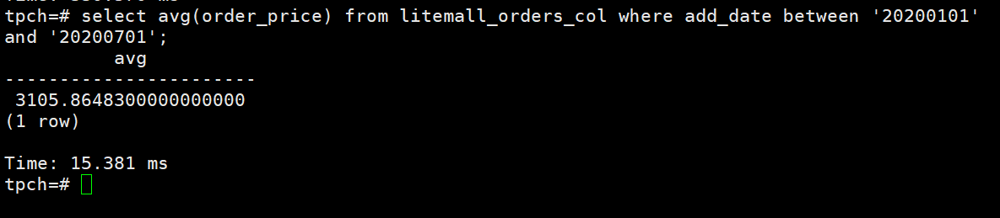 tpch=# select avg(order_price) from litemall_orders_col where add_date between '20200101'
and '20200701';
avg
-----------------------
3105.8648300000000000
(1 row)
Time: 15.381 ms
tpch=#